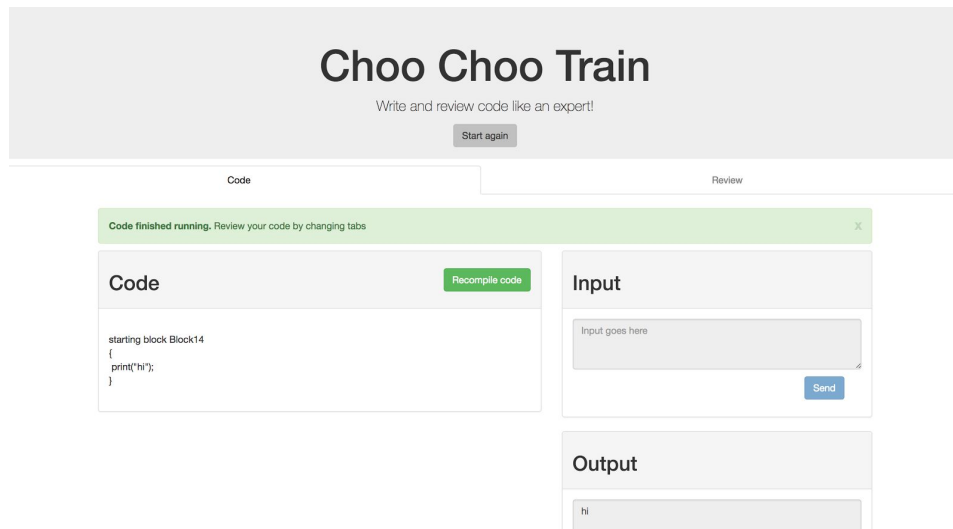 Choo Choo Train
Write and review code like an expert!
Start again
Code
Review
Code finished running. Review your code by changing tabs
X
Code
Recompile code
starting block Block14
{
print("hi");
}
Input
Input goes here
Send
Output
hi